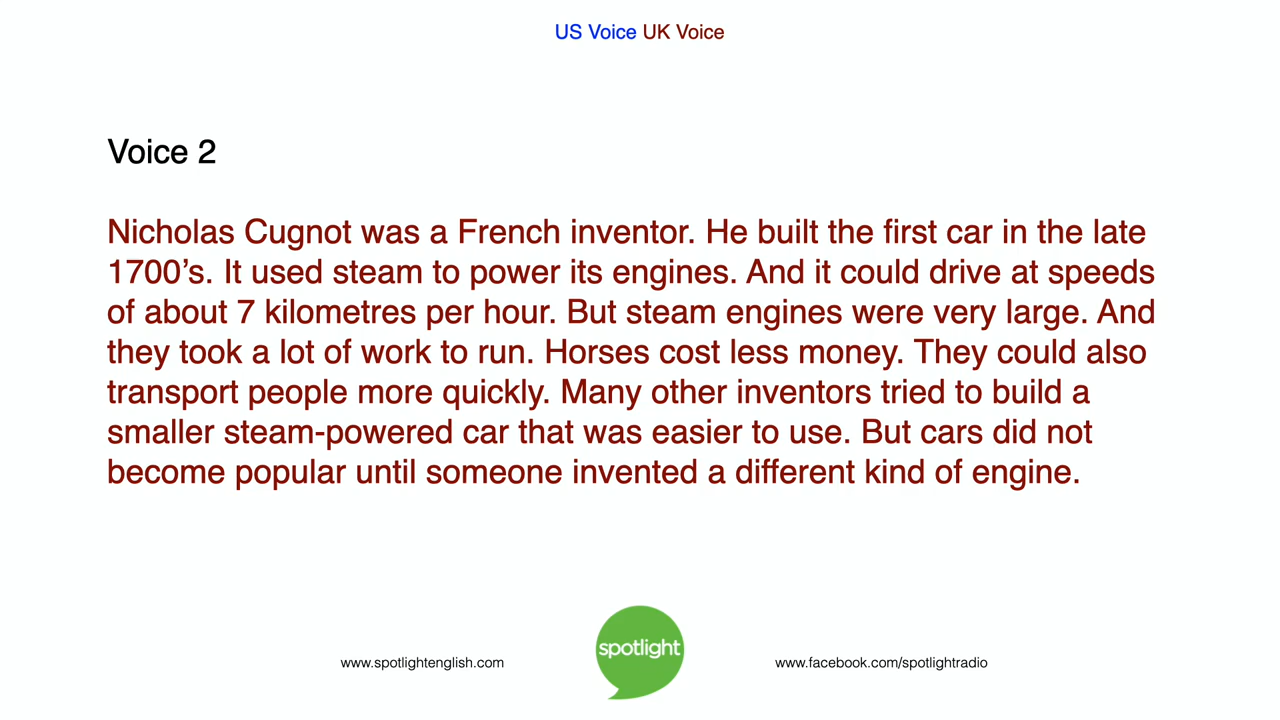 US Voice UK Voice
Voice 2
Nicholas Cugnot was a French inventor. He built the first car in the late
1700’s. It used steam to power its engines. And it could drive at speeds
of about 7 kilometres per hour. But steam engines were very large. And
they took a lot of work to run. Horses cost less money. They could also
transport people more quickly. Many other inventors tried to build a
smaller steam-powered car that was easier to use. But cars did not
become popular until someone invented a different kind of engine.
www.spotlightenglish.com
spotlight
www.facebook.com/spotlightradio